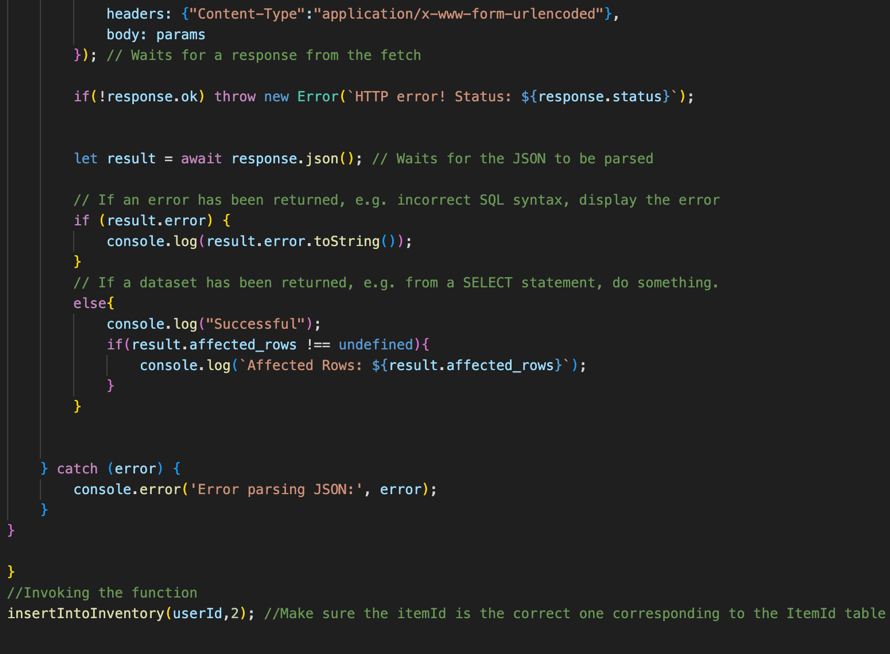 headers: {"Content-Type":"application/x-www-form-urlencoded"},
body: params
}); // Waits for a response from the fetch
if(!response.ok) throw new Error(`HTTP error! Status: ${response.status}`);
let result = await response.json(); // Waits for the JSON to be parsed
// If an error has been returned, e.g. incorrect SQL syntax, display the error
if (result.error) {
console.log(result.error.toString());
}
// If a dataset has been returned, e.g. from a SELECT statement, do something.
else{
console.log("Successful");
if(result.affected_rows !== undefined){
console.log(`Affected Rows: ${result.affected_rows}`);
}
}
} catch (error) {
console.error('Error parsing JSON:', error);
}
}
}
//Invoking the function
insertIntoInventory(userId,2); //Make sure the itemId is the correct one corresponding to the ItemId table